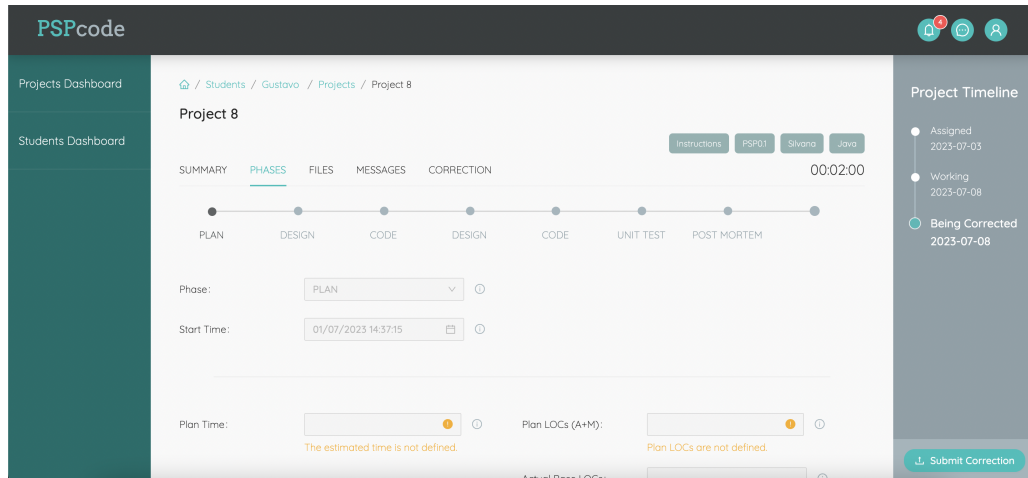 PSPcode
4
Projects Dashboard
Students Dashboard
/ Students / Gustavo / Projects / Project 8
Project 8
Instructions PSP0.1 Silvana Java
SUMMARY PHASES FILES MESSAGES CORRECTION 00:02:00
PLAN DESIGN CODE DESIGN CODE UNIT TEST POST MORTEM
Phase: PLAN
Start Time: 01/07/2023 14:37:15
Plan Time: Plan LOCs (A+M):
The estimated time is not defined. Plan LOCs are not defined.
Actual Base LOCs:
Project Timeline
Assigned
2023-07-03
Working
2023-07-08
Being Corrected
2023-07-08
Submit Correction